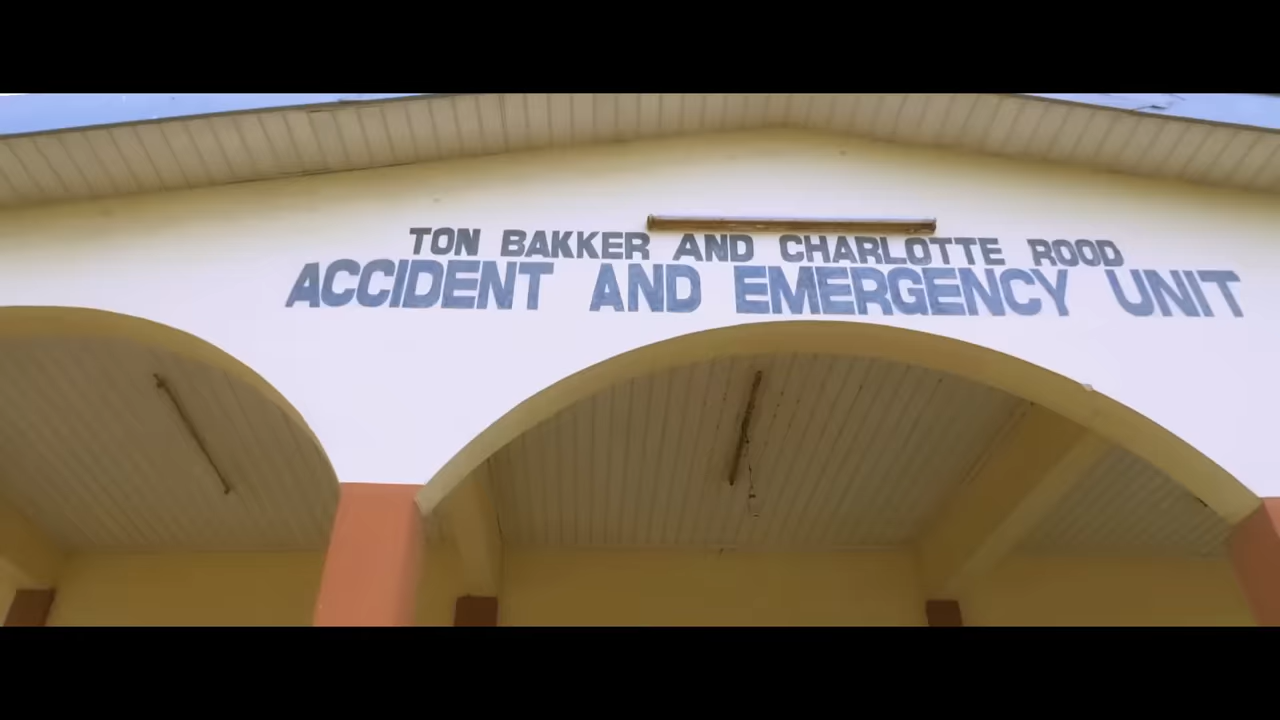 TON BAKKER AND CHARLOTTE ROOD
ACCIDENT AND EMERGENCY UNIT